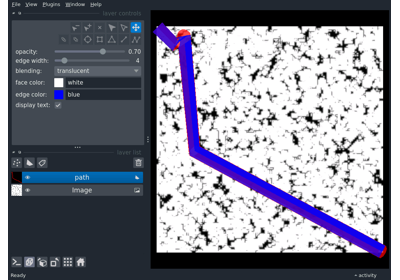 File View Plugins Window Help
layer controls
opacity: 0.70
edge width: 4
blending: translucent
face color: white
edge color: blue
display text:
layer list
path
Image
Ready
activity